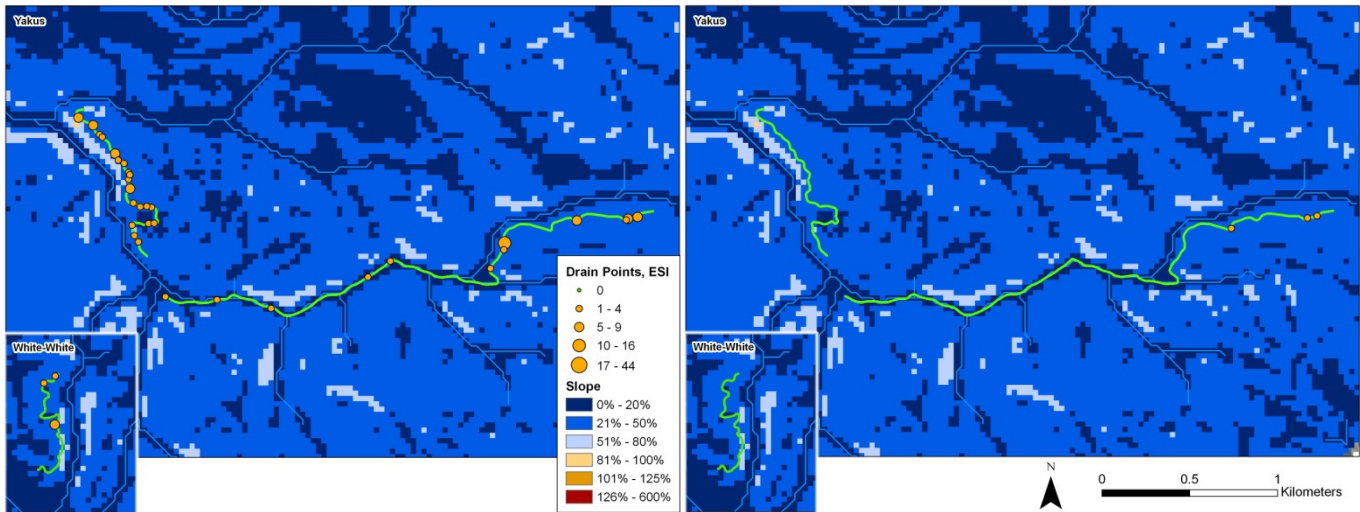 Yakus
Yakus
White-White
White-White
Drain Points, ESI
0
1 - 4
5 - 9
10 - 16
17 - 44
Slope
0% - 20%
21% - 50%
51% - 80%
81% - 100%
101% - 125%
126% - 600%
N
0 0.5 1
Kilometers